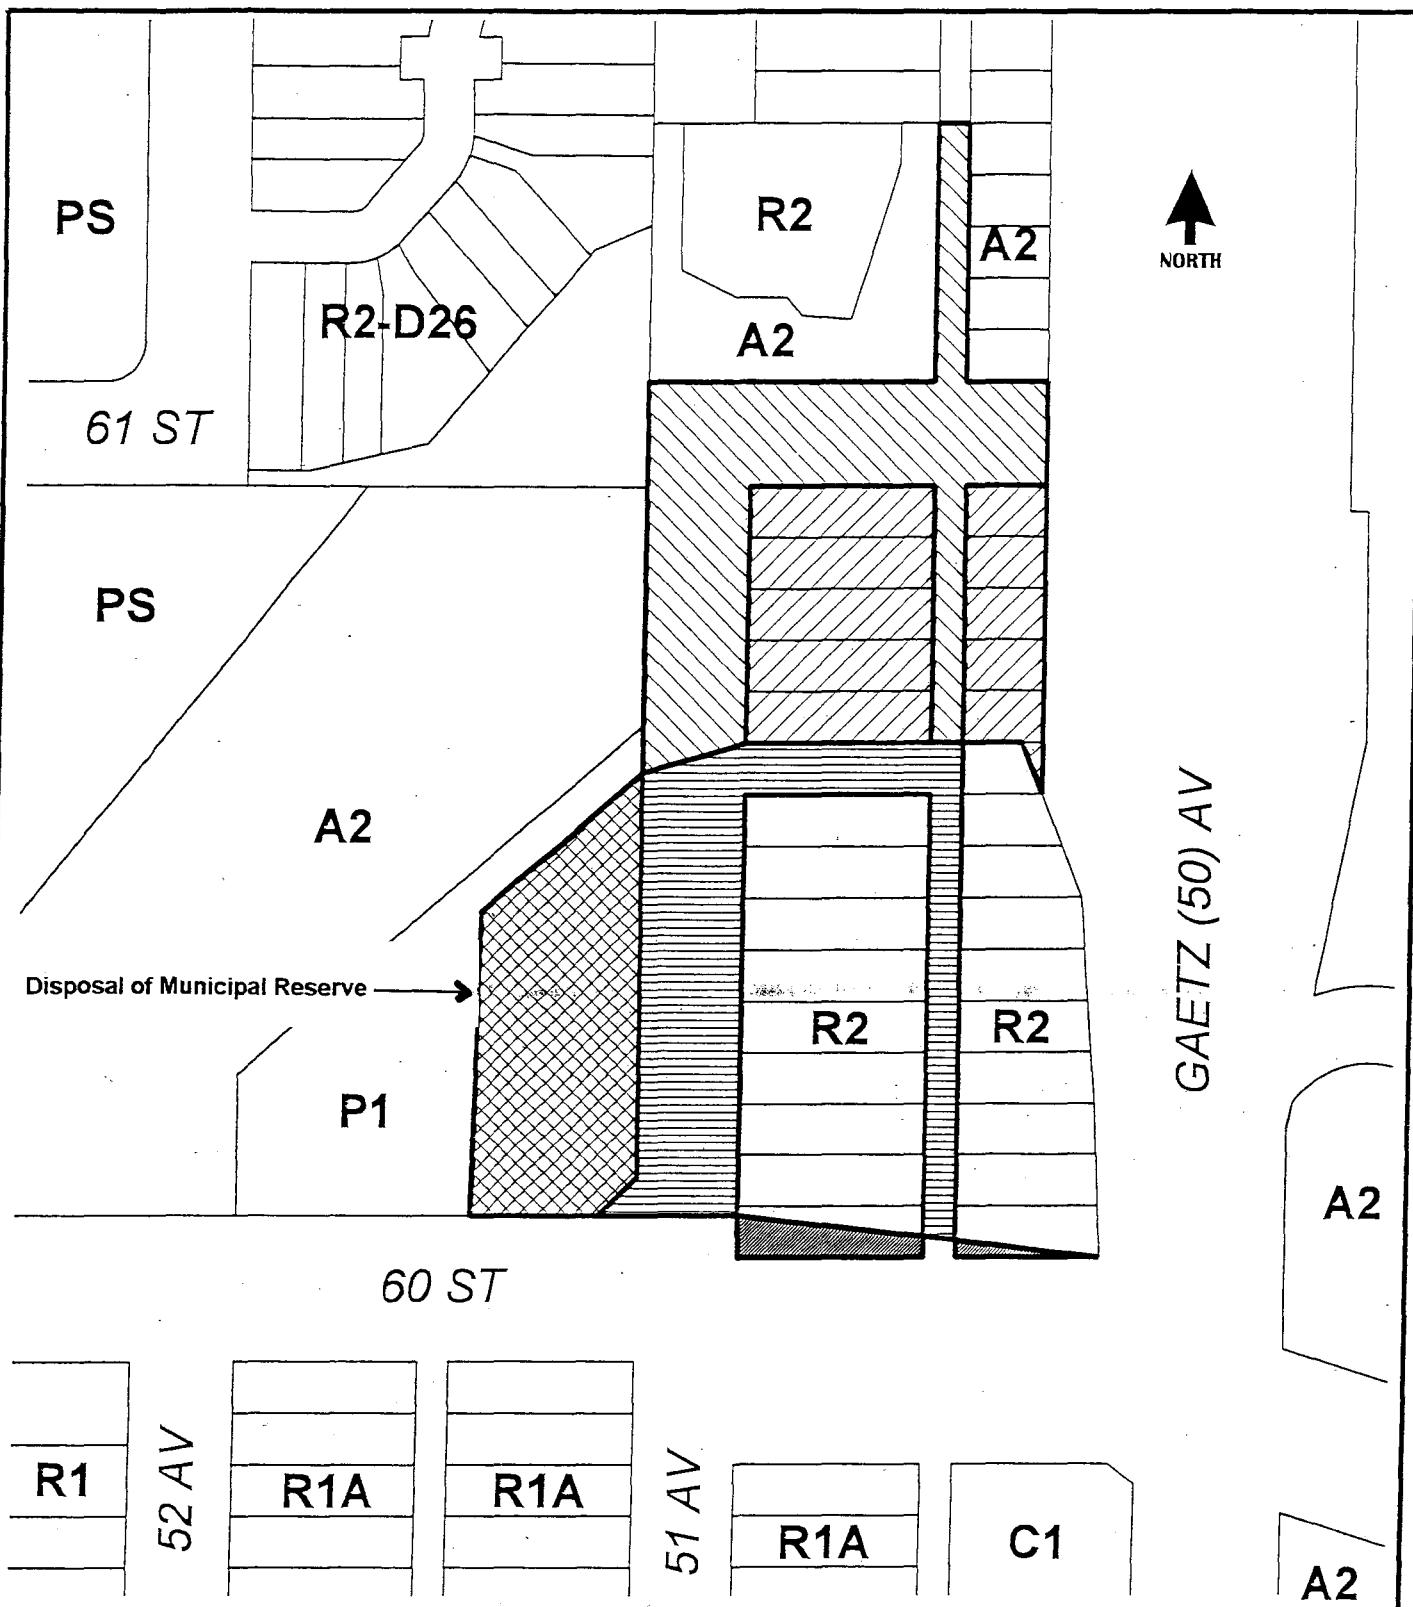 PS
R2
A2
NORTH
R2-D26
A2
61 ST
PS
A2
GAETZ (50) AV
Disposal of Municipal Reserve
R2
R2
P1
A2
60 ST
R1
52 AV
R1A
R1A
51 AV
R1A
C1
A2